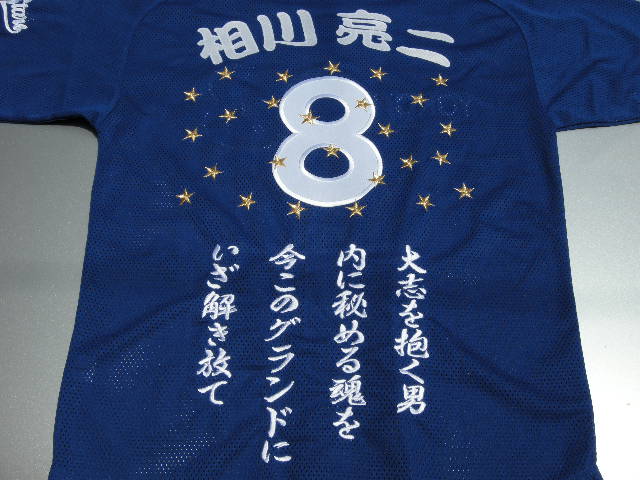 相川 亮二
8
大志を抱く男
内に秘める魂を
今このグランドに
いざ解き放て